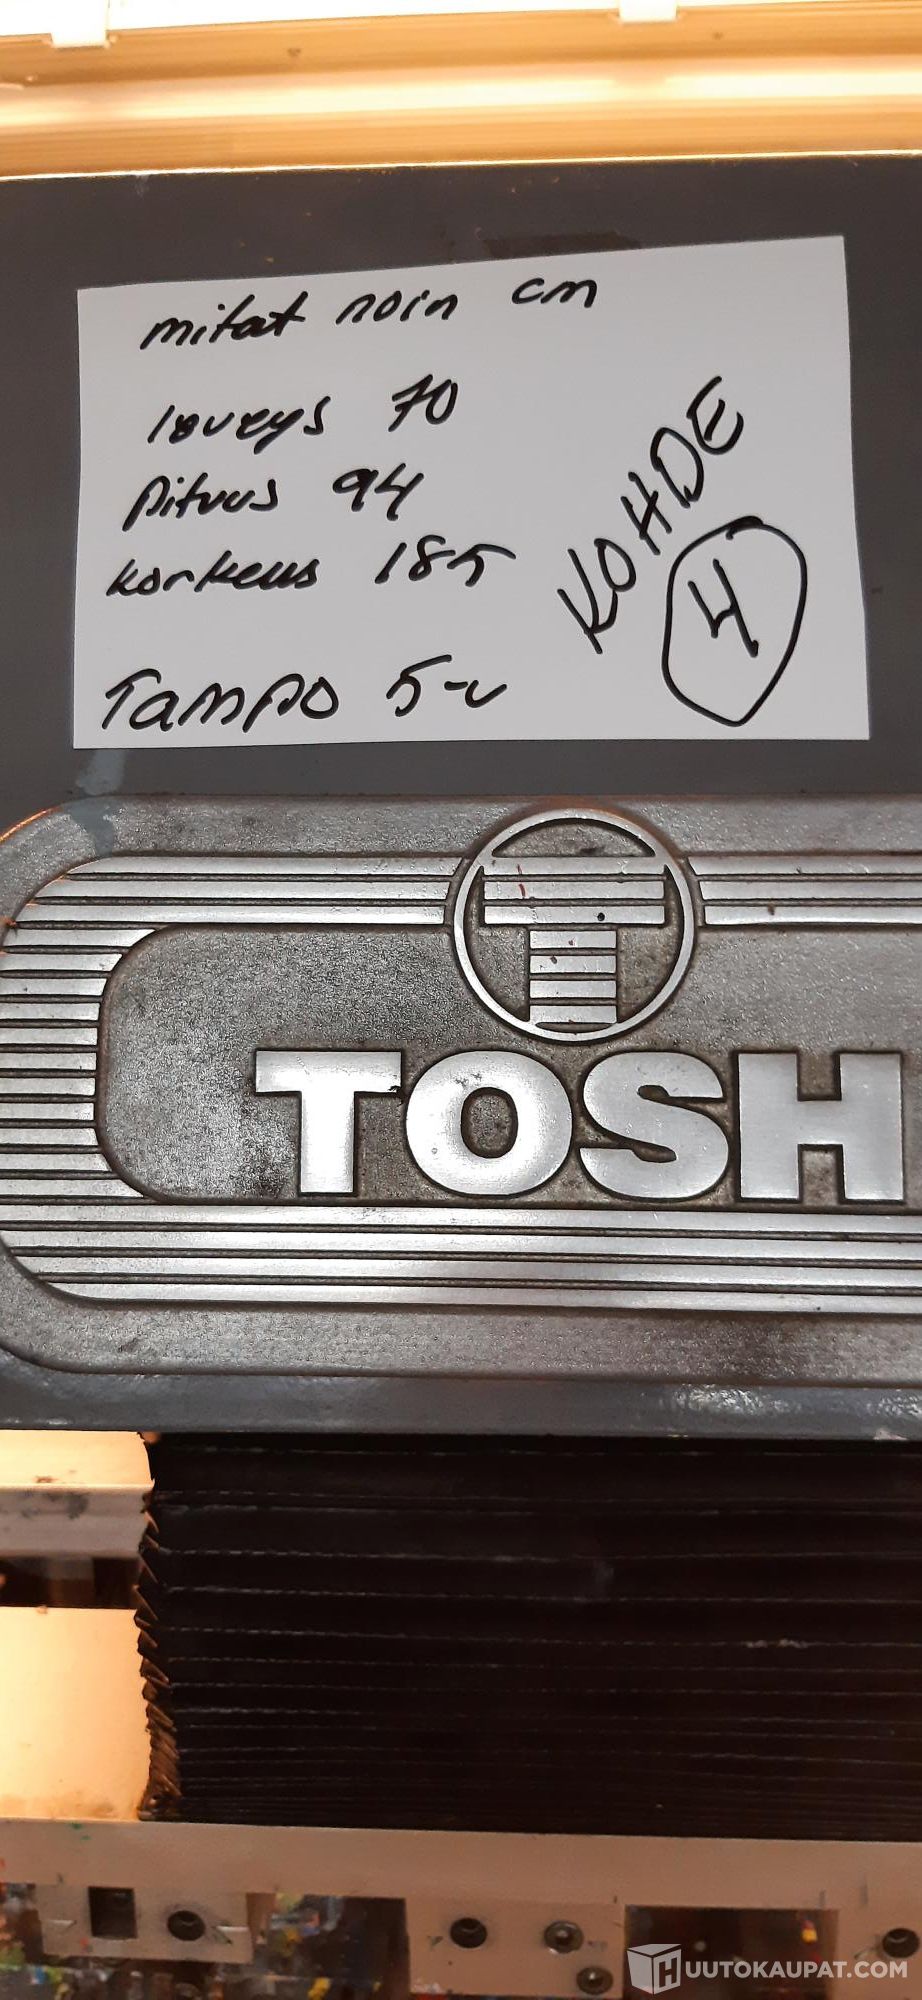 mitat noin cm
leveys 70
pituus 94
korkeus 185
Tampo 5-v
KOHDE
4
T
TOSH
HUUTOKAUPAT.COM